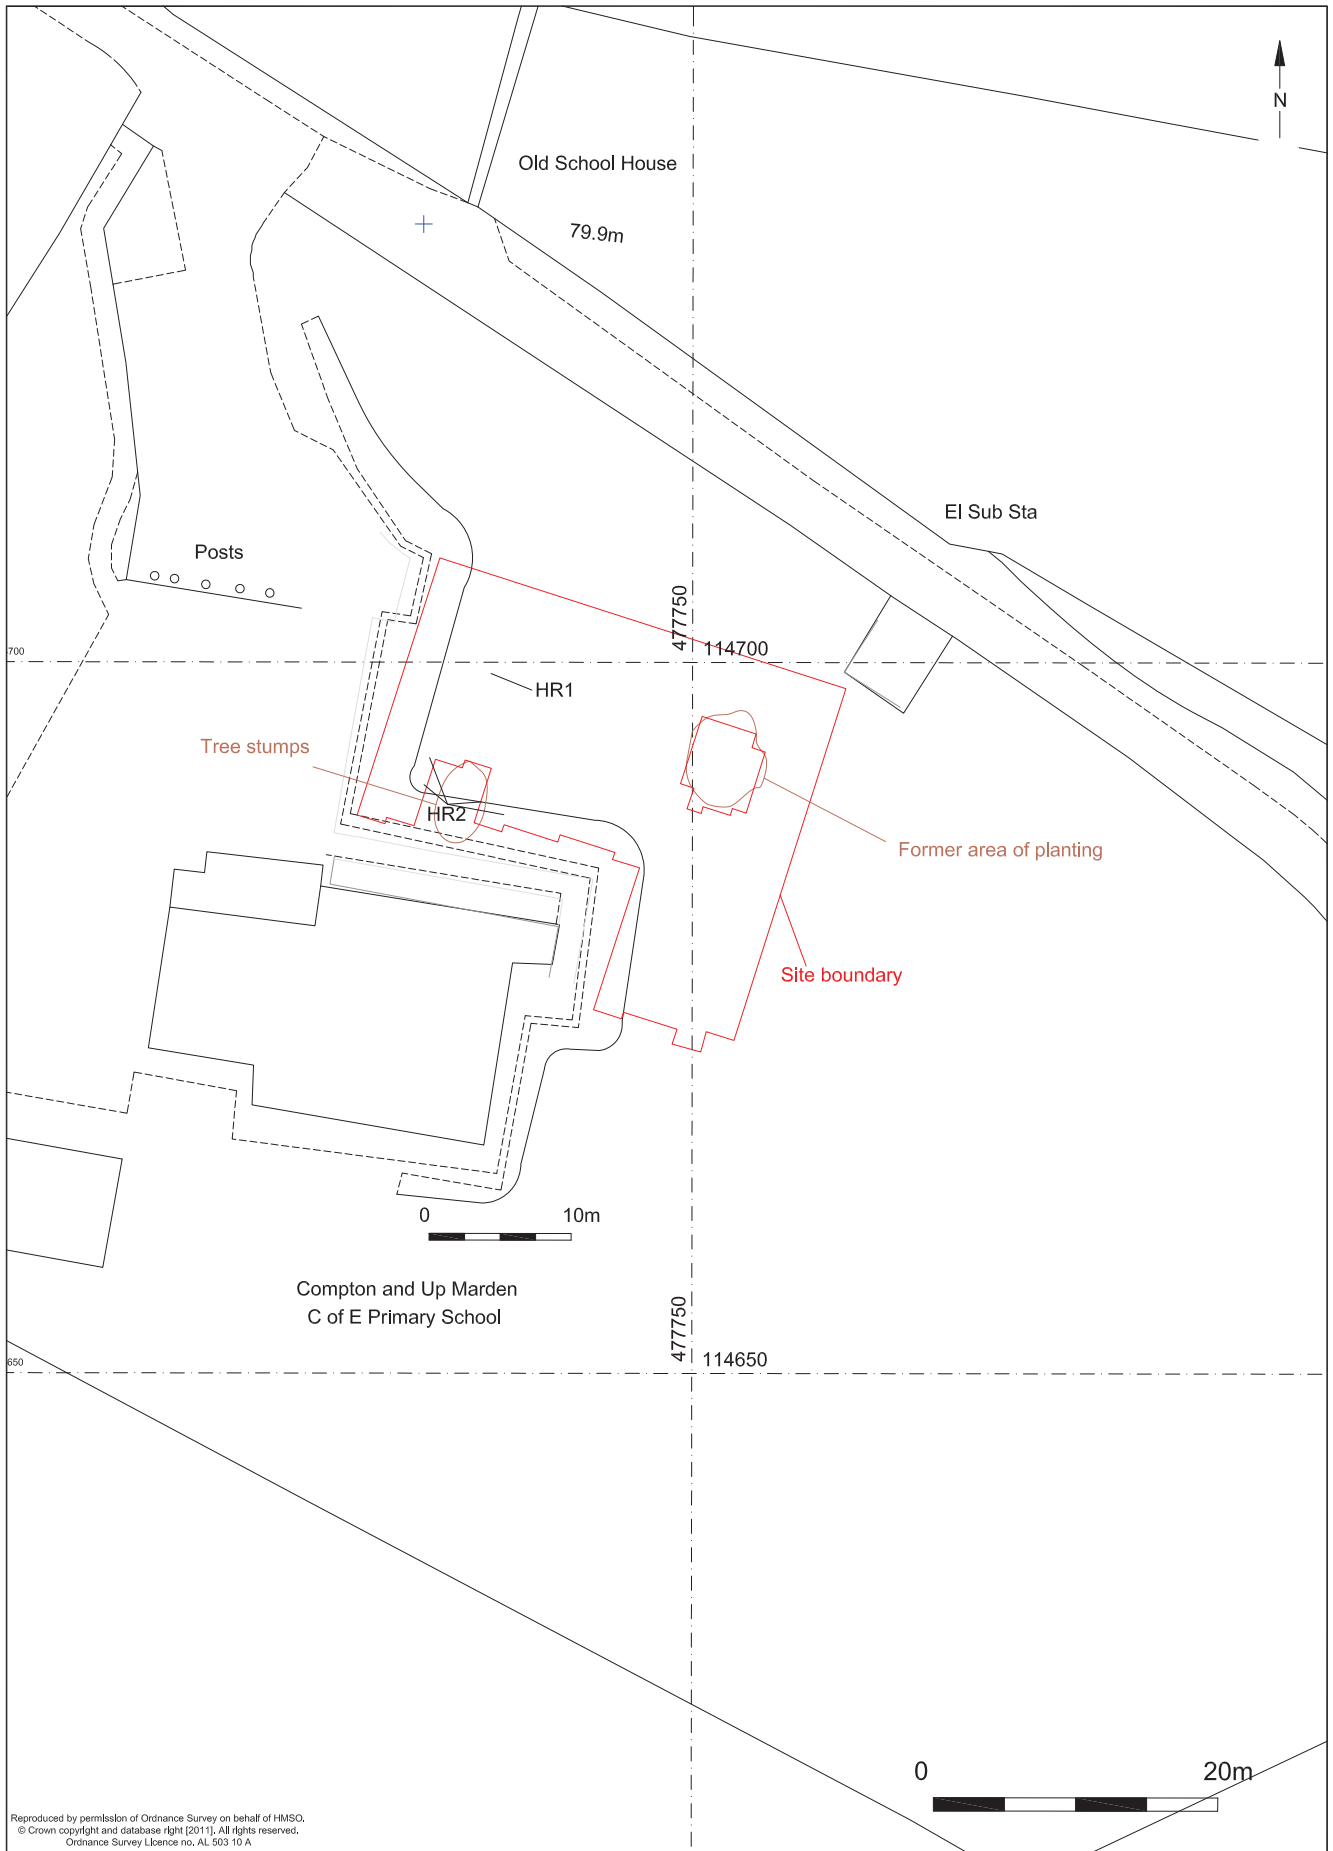 N
Old School House
79.9m
El Sub Sta
Posts
477750
114700
700
HR1
Tree stumps
HR2
Former area of planting
Site boundary
0 10m
Compton and Up Marden
C of E Primary School
477750
114650
650
0 20m
Reproduced by permission of Ordnance Survey on behalf of HMSO.
© Crown copyright and database right [2011]. All rights reserved.
Ordnance Survey Licence no. AL 503 10 A